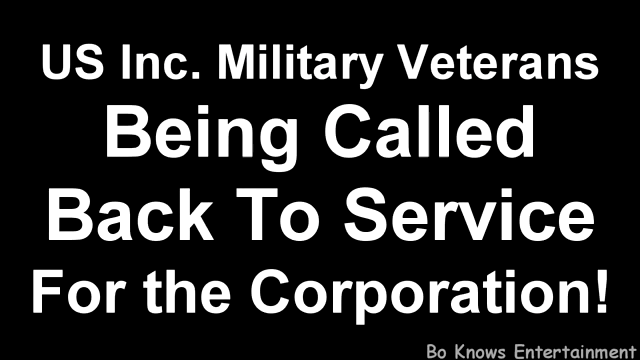 US Inc. Military Veterans
Being Called
Back To Service
For the Corporation!
Bo Knows Entertainment